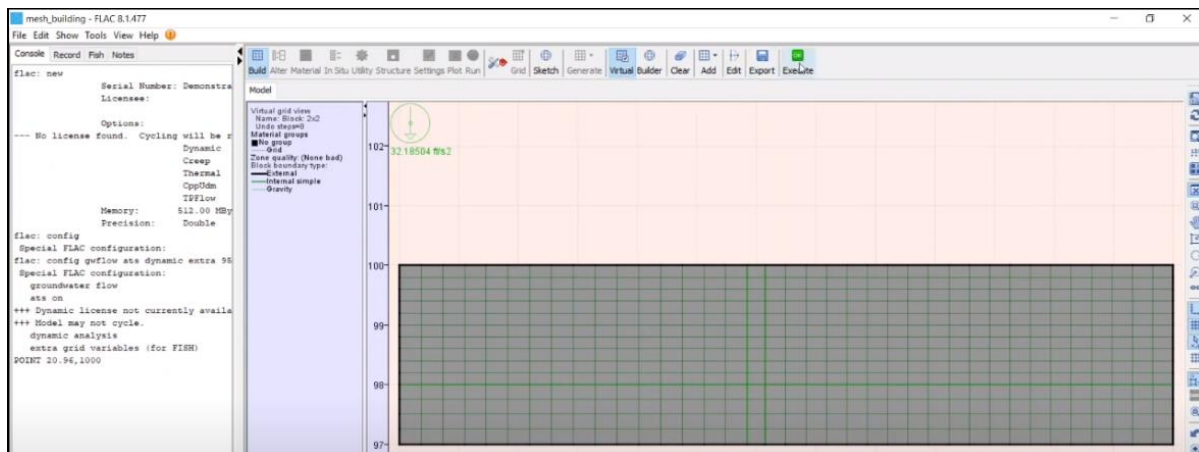 mesh_building - FLAC 8.1.477
File Edit Show Tools View Help
Console Record Fish Notes
Build Alter Material In Situ Utility Structure Settings Plot Run Grid Sketch Generate Virtual Builder Clear Add Edit Export Execute
Model
flac: new
Serial Number: Demonstra
Licensee:
Options:
--- No license found. Cycling will be r
Dynamic
Creep
Thermal
CppUdm
TPFlow
Memory: 512.00 MBy
Precision: Double
flac: config
Special FLAC configuration:
flac: config gwflow ats dynamic extra 95
Special FLAC configuration:
groundwater flow
ats on
+++ Dynamic license not currently availa
+++ Model may not cycle.
dynamic analysis
extra grid variables (for FISH)
POINT 20.96,1000
Virtual grid view
Name: Block: 2x2
Undo steps=0
Material groups
No group
Grid
Zone quality: (None bad)
Block boundary type:
External
Internal simple
Gravity
32.18504 ft/s2
102
101
100
99
98
97